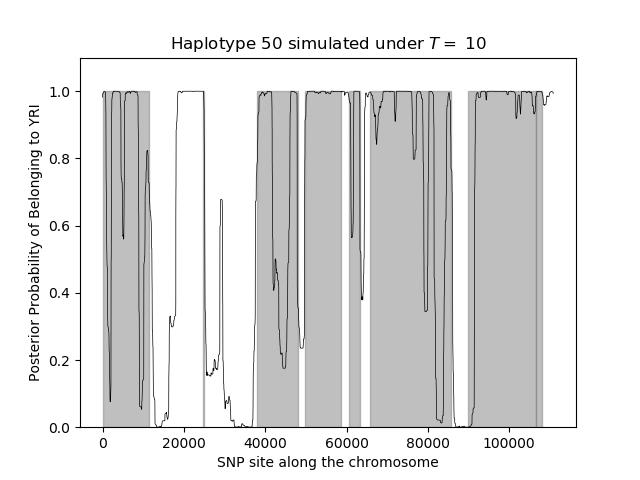 Haplotype 50 simulated under T = 10
Posterior Probability of Belonging to YRI
1.0
0.8
0.6
0.4
0.2
0.0
0 20000 40000 60000 80000 100000
SNP site along the chromosome